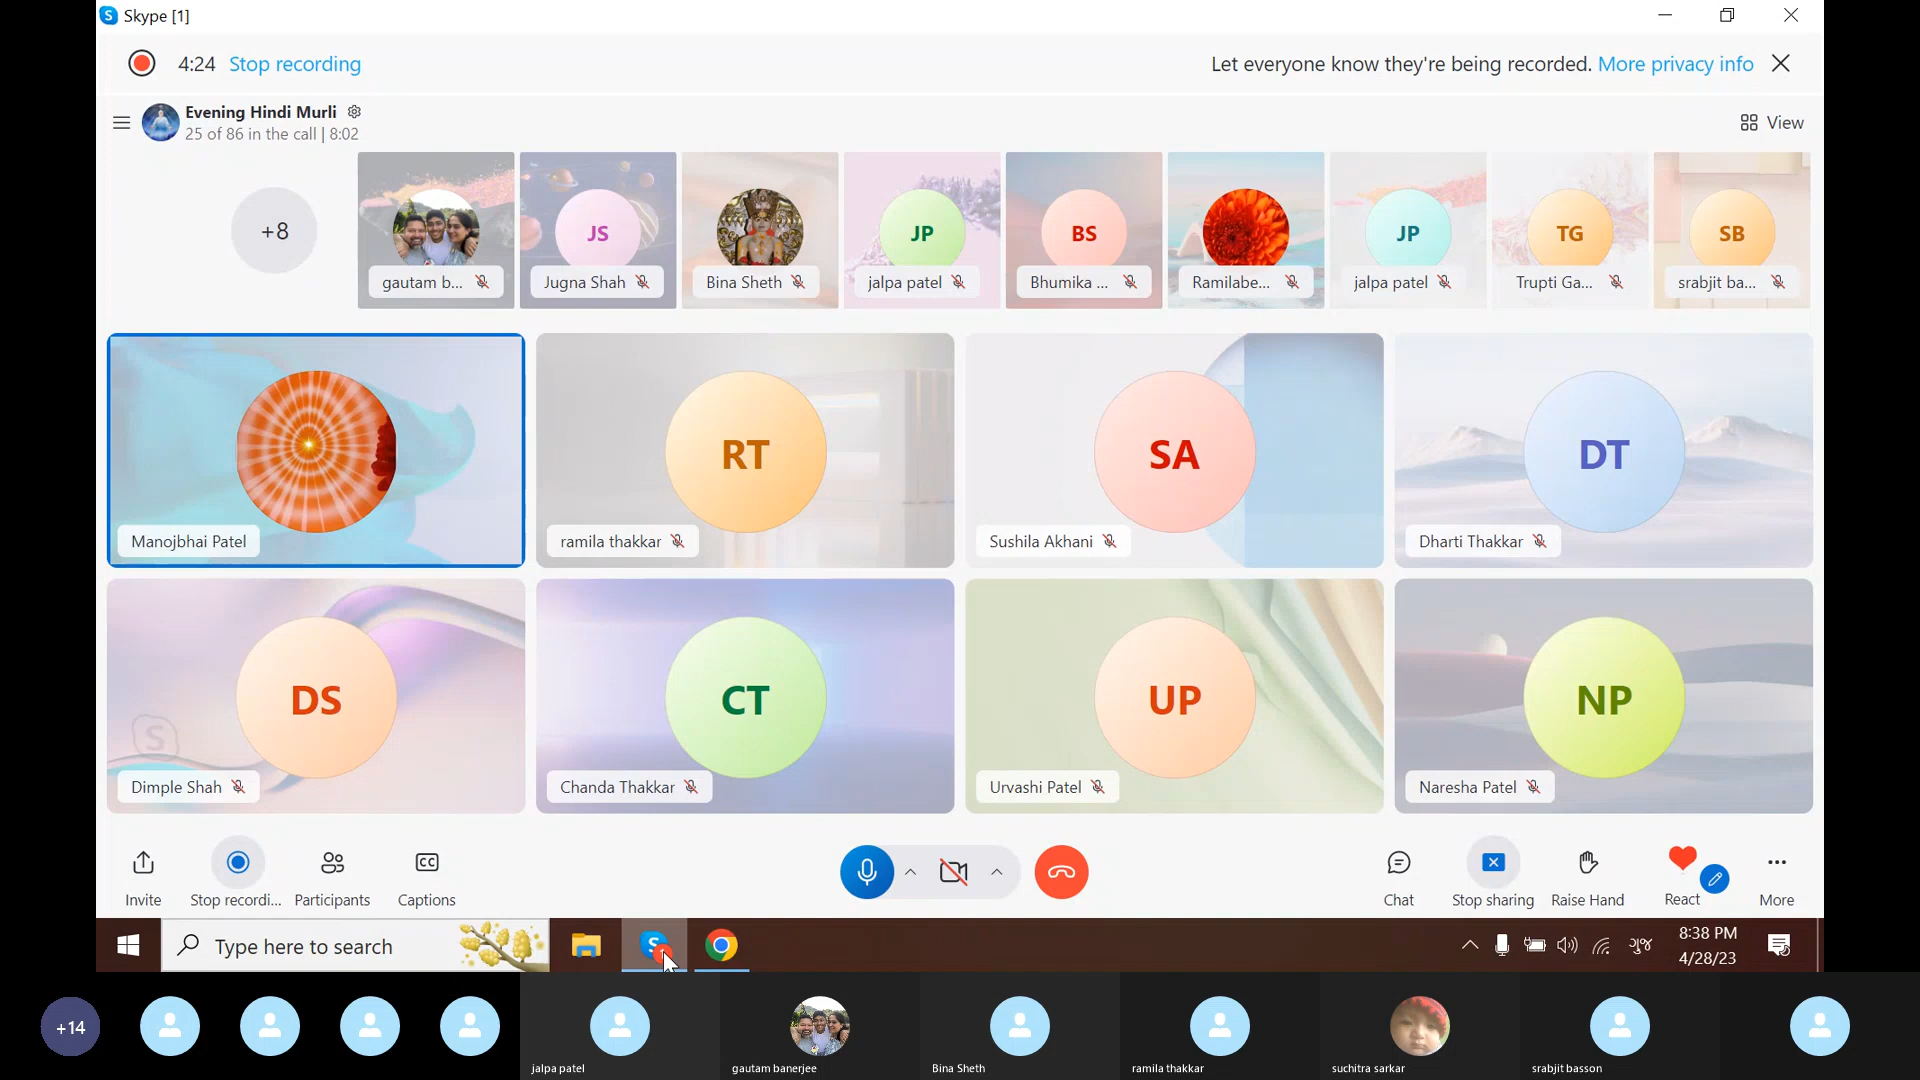 Skype [1]
4:24 Stop recording
Let everyone know they're being recorded. More privacy info
Evening Hindi Murli
25 of 86 in the call | 8:02
View
+8
JS
JP
BS
JP
TG
SB
gautam b...
Jugna Shah
Bina Sheth
jalpa patel
Bhumika ...
Ramilabe...
jalpa patel
Trupti Ga...
srabjit ba...
RT
SA
DT
Manojbhai Patel
ramila thakkar
Sushila Akhani
Dharti Thakkar
DS
CT
UP
NP
Dimple Shah
Chanda Thakkar
Urvashi Patel
Naresha Patel
Invite
Stop recordi...
Participants
Captions
Chat
Stop sharing
Raise Hand
React
More
Type here to search
ગુજ
8:38 PM
4/28/23
+14
jalpa patel
gautam banerjee
Bina Sheth
ramila thakkar
suchitra sarkar
srabjit basson